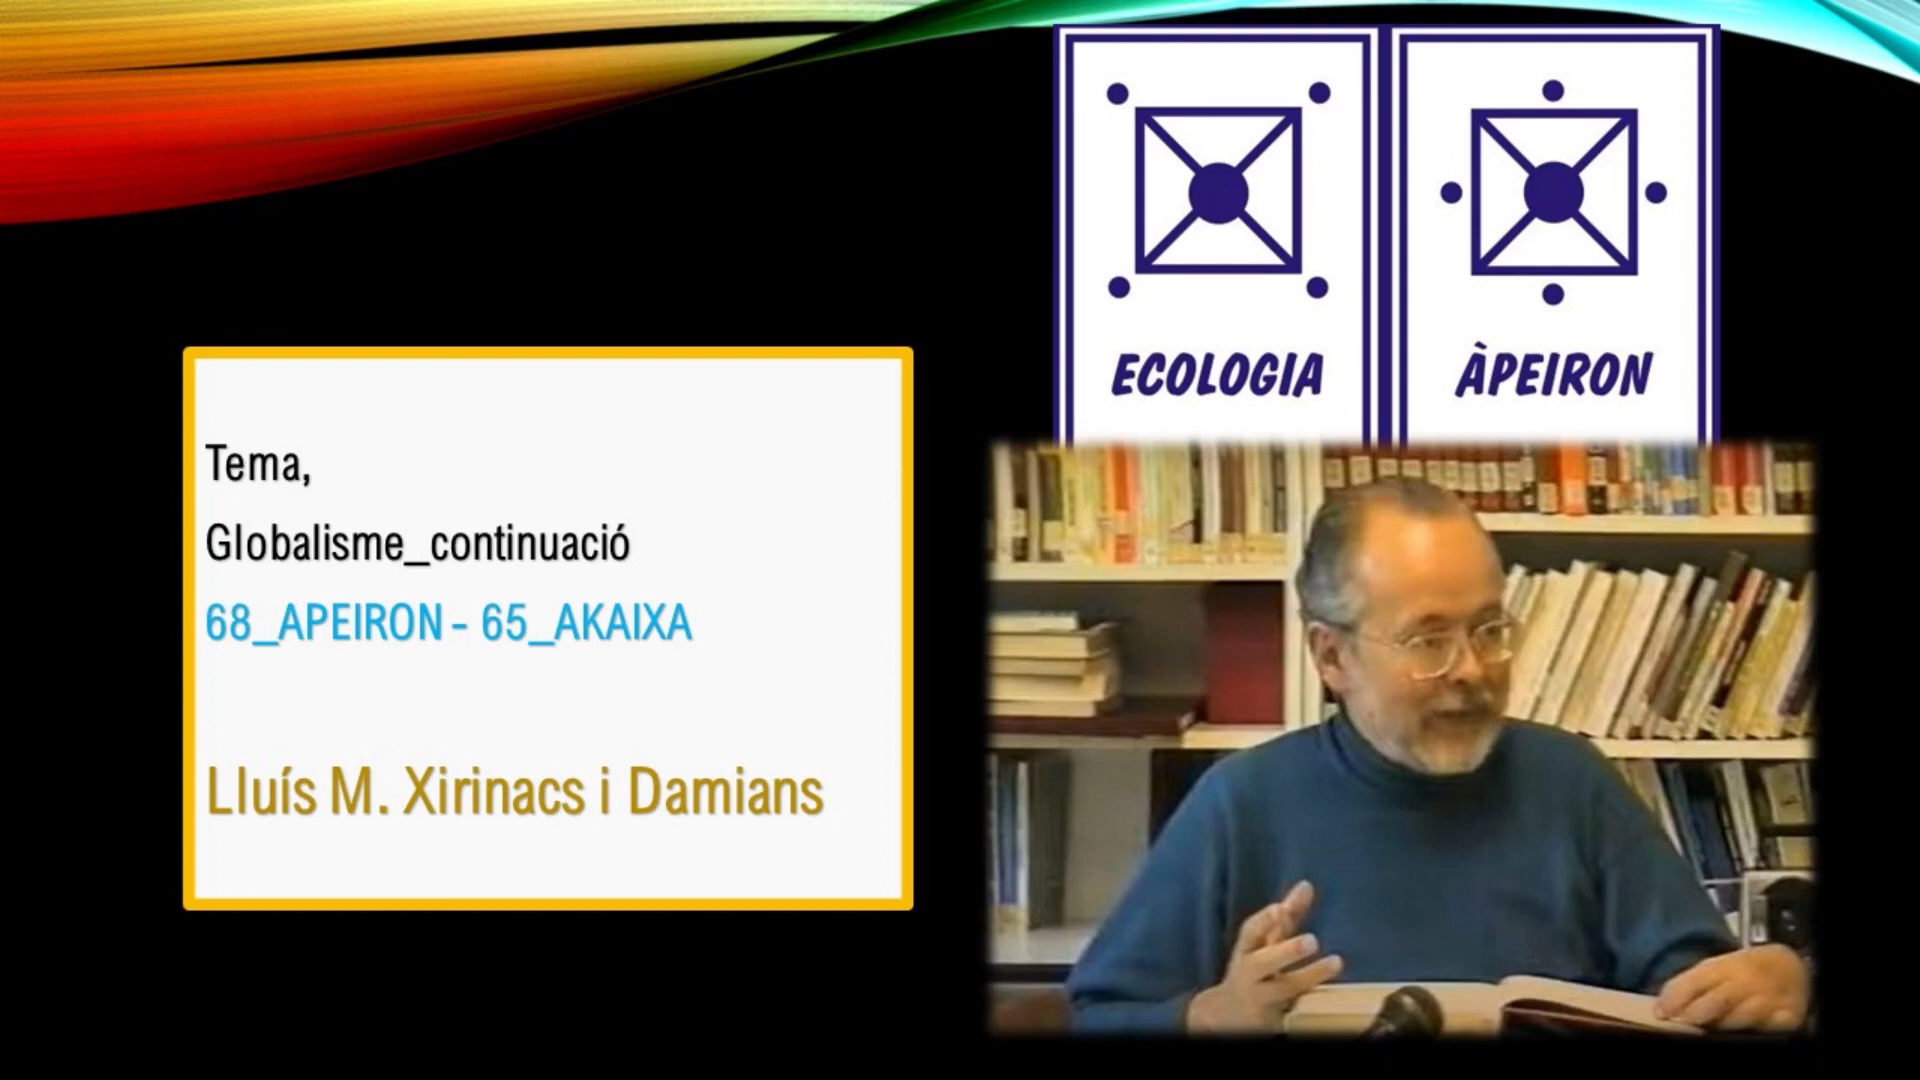 ECOLOGIA
ÀPEIRON
Tema,
Globalisme_continuació
68_APEIRON - 65_AKAIXA
Lluís M. Xirinacs i Damians